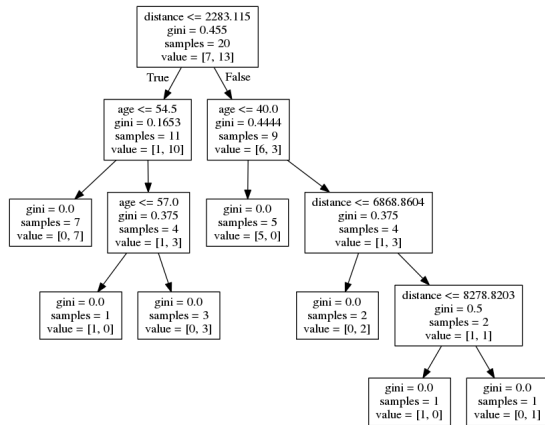 distance <= 2283.115
gini = 0.455
samples = 20
value = [7, 13]
True
False
age <= 54.5
gini = 0.1653
samples = 11
value = [1, 10]
age <= 40.0
gini = 0.4444
samples = 9
value = [6, 3]
gini = 0.0
samples = 7
value = [0, 7]
age <= 57.0
gini = 0.375
samples = 4
value = [1, 3]
gini = 0.0
samples = 5
value = [5, 0]
distance <= 6868.8604
gini = 0.375
samples = 4
value = [1, 3]
gini = 0.0
samples = 1
value = [1, 0]
gini = 0.0
samples = 3
value = [0, 3]
gini = 0.0
samples = 2
value = [0, 2]
distance <= 8278.8203
gini = 0.5
samples = 2
value = [1, 1]
gini = 0.0
samples = 1
value = [1, 0]
gini = 0.0
samples = 1
value = [0, 1]